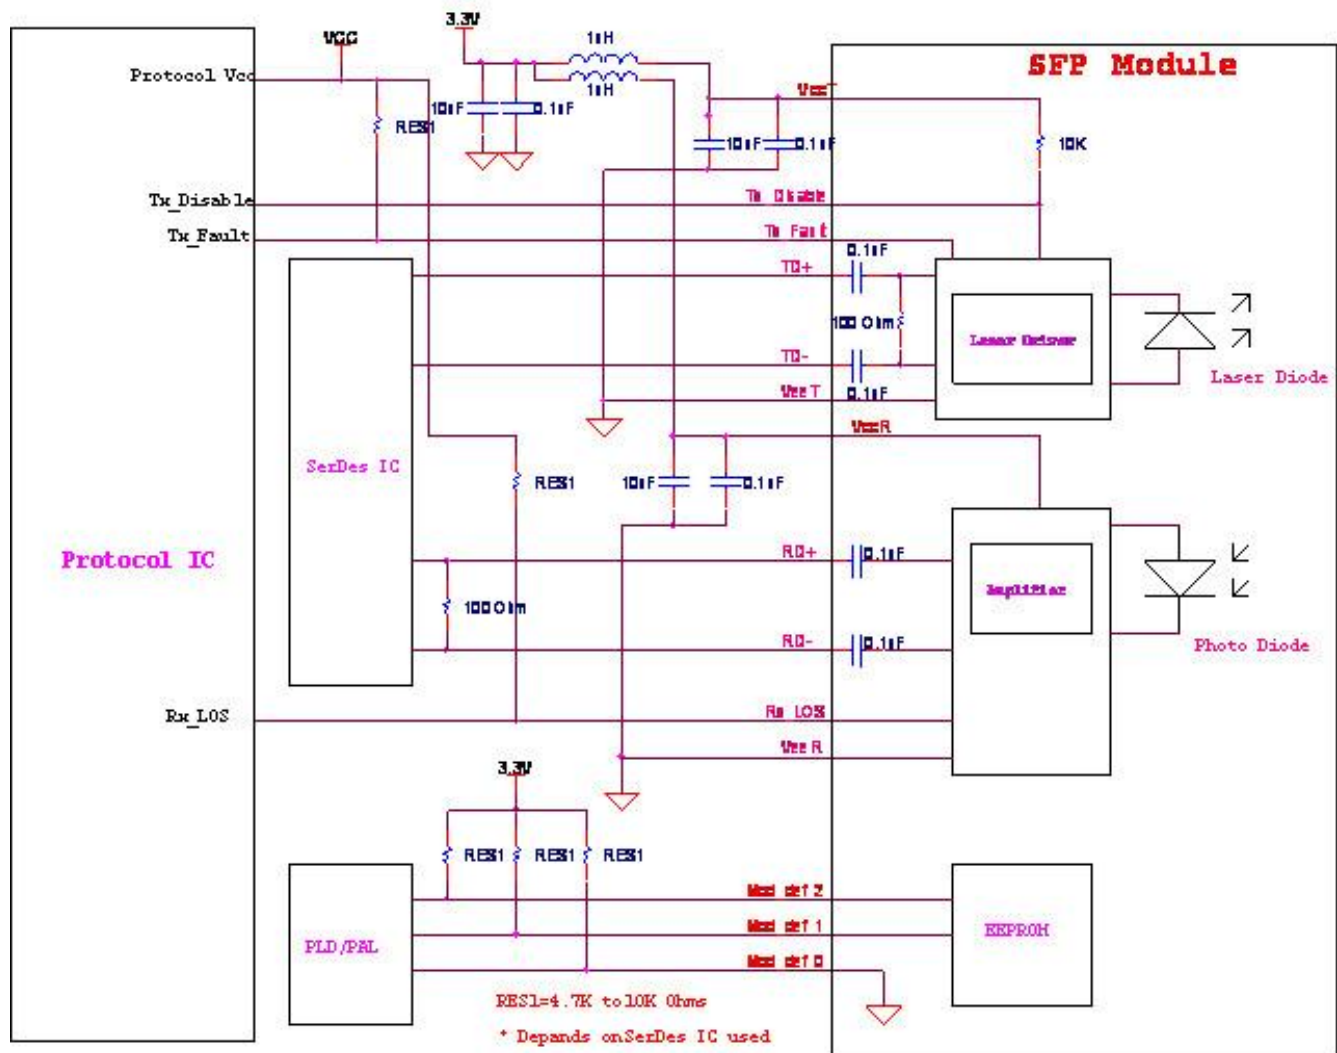 3.3V
VCC
1uH
SFP Module
Protocol Vcc
1uH
VccT
10uF
0.1uF
RES1
10uF
0.1uF
10K
Tx_Disable
Tx Disable
Tx_Fault
Tx Fault
0.1uF
TD+
100 Ohm
Laser Driver
TD-
Laser Diode
VeeT
0.1uF
VccR
SerDes IC
RES1
10uF
0.1uF
Protocol IC
RD+
0.1uF
Amplifier
100 Ohm
RD-
0.1uF
Photo Diode
Rx_LOS
Rx LOS
VeeR
3.3V
RES1
RES1
RES1
Mod def 2
Mod def 1
EEPROM
PLD/PAL
Mod def 0
RES1=4.7K to10K Ohms
* Depands onSerDes IC used